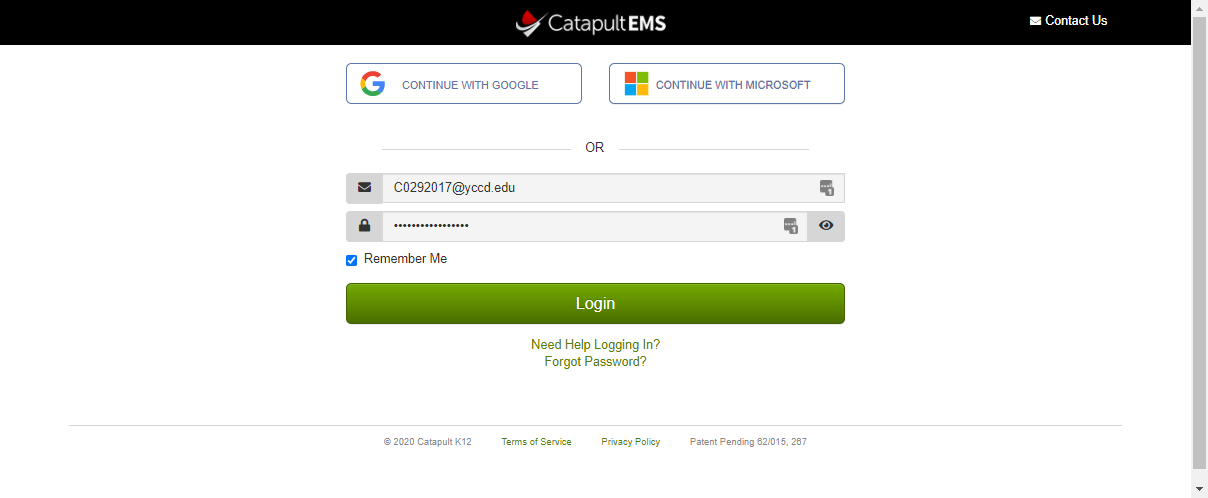 CatapultEMS
Contact Us
CONTINUE WITH GOOGLE
CONTINUE WITH MICROSOFT
OR
C0292017@yccd.edu
•••••••••••••••••
Remember Me
Login
Need Help Logging In?
Forgot Password?
© 2020 Catapult K12 Terms of Service Privacy Policy Patent Pending 62/015, 267